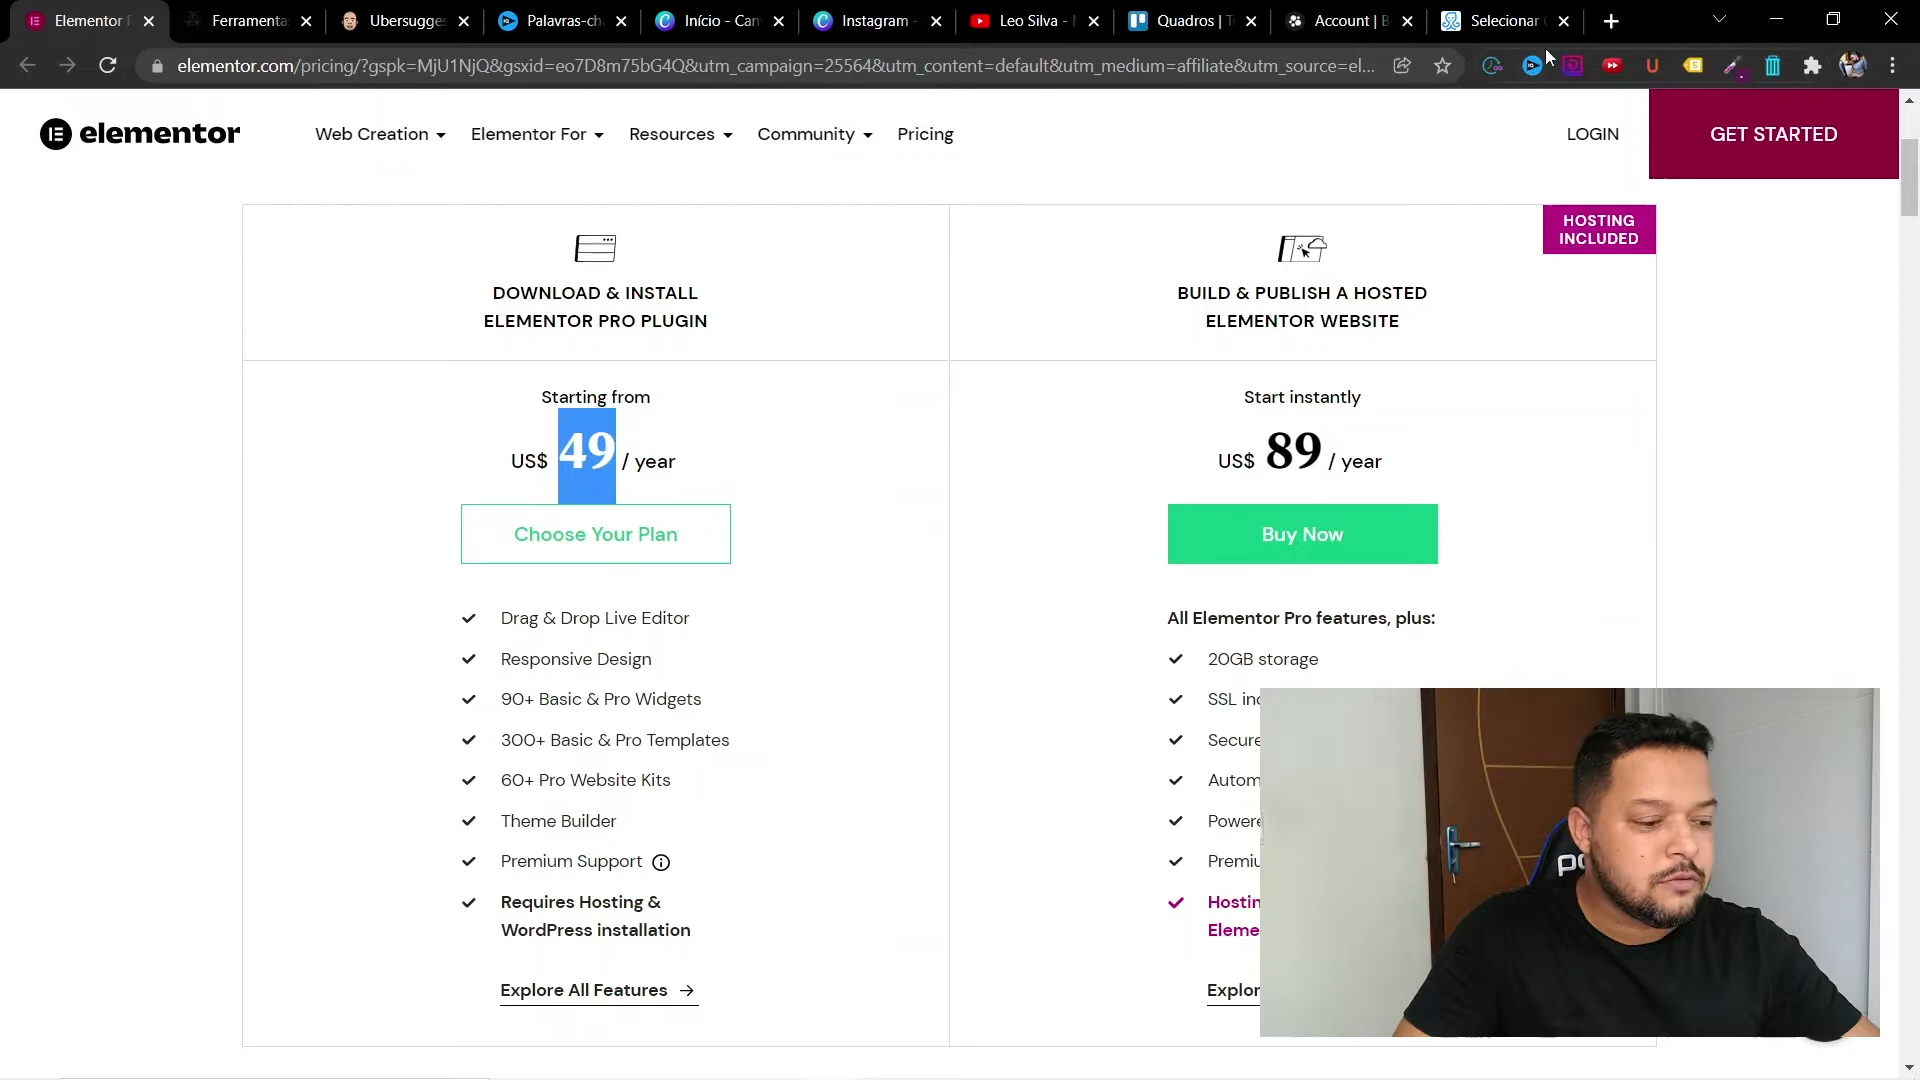 Elementor P
Ferramenta
Ubersugges
Palavras-ch
Início - Can
Instagram -
Leo Silva -
Quadros | T
Account | B
Selecionar
elementor.com/pricing/?gspk=MjU1NjQ&gsxid=eo7D8m75bG4Q&utm_campaign=25564&utm_content=default&utm_medium=affiliate&utm_source=el...
elementor
Web Creation
Elementor For
Resources
Community
Pricing
LOGIN
GET STARTED
HOSTING
INCLUDED
DOWNLOAD & INSTALL
ELEMENTOR PRO PLUGIN
Starting from
US$ 49 / year
Choose Your Plan
Drag & Drop Live Editor
Responsive Design
90+ Basic & Pro Widgets
300+ Basic & Pro Templates
60+ Pro Website Kits
Theme Builder
Premium Support
Requires Hosting &
WordPress installation
Explore All Features →
BUILD & PUBLISH A HOSTED
ELEMENTOR WEBSITE
Start instantly
US$ 89 / year
Buy Now
All Elementor Pro features, plus:
20GB storage
SSL inc
Secure
Autom
Powere
Premiu
Hostin
Eleme
Explor